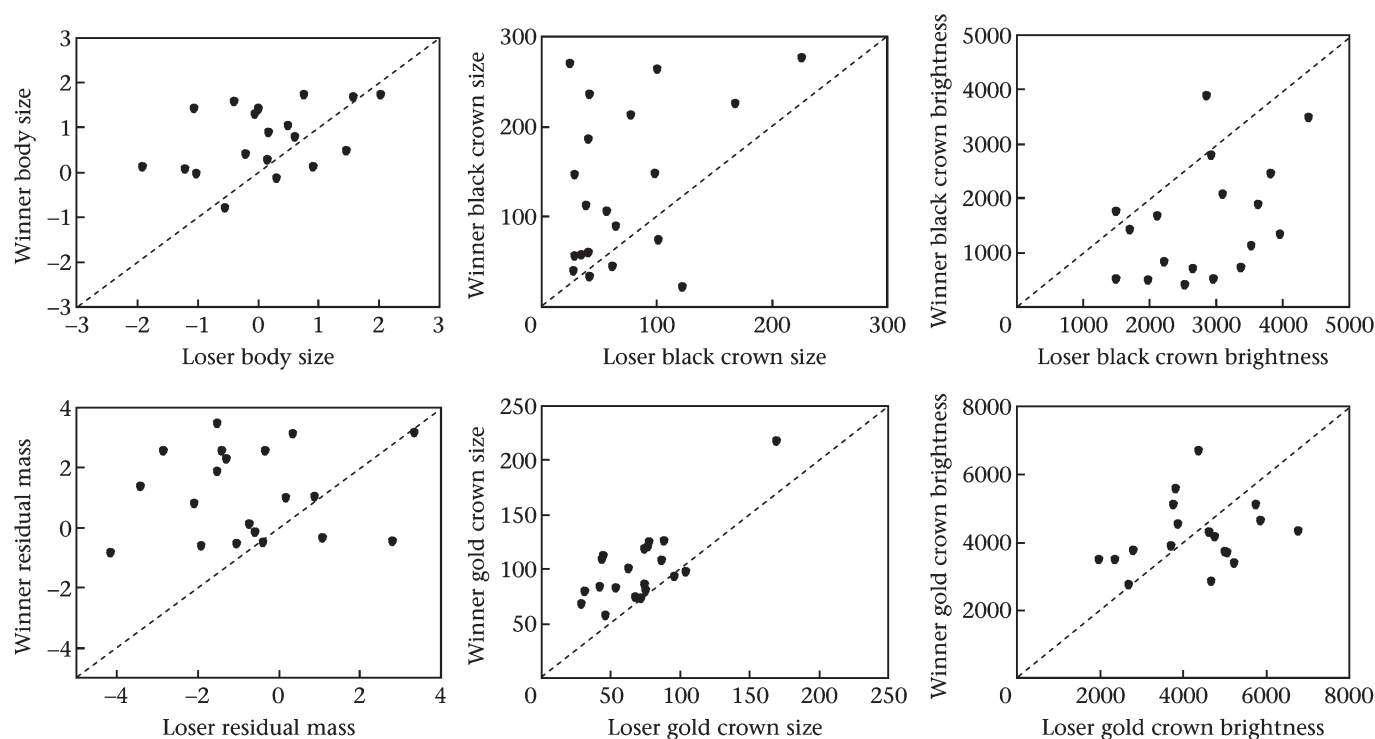 Winner body size
3
2
1
0
−1
−2
−3
−3 −2 −1 0 1 2 3
Loser body size
Winner black crown size
300
200
100
0 100 200 300
Loser black crown size
Winner black crown brightness
5000
4000
3000
2000
1000
0 1000 2000 3000 4000 5000
Loser black crown brightness
Winner residual mass
4
2
0
−2
−4
−4 −2 0 2 4
Loser residual mass
Winner gold crown size
250
200
150
100
50
0 50 100 150 200 250
Loser gold crown size
Winner gold crown brightness
8000
6000
4000
2000
0 2000 4000 6000 8000
Loser gold crown brightness